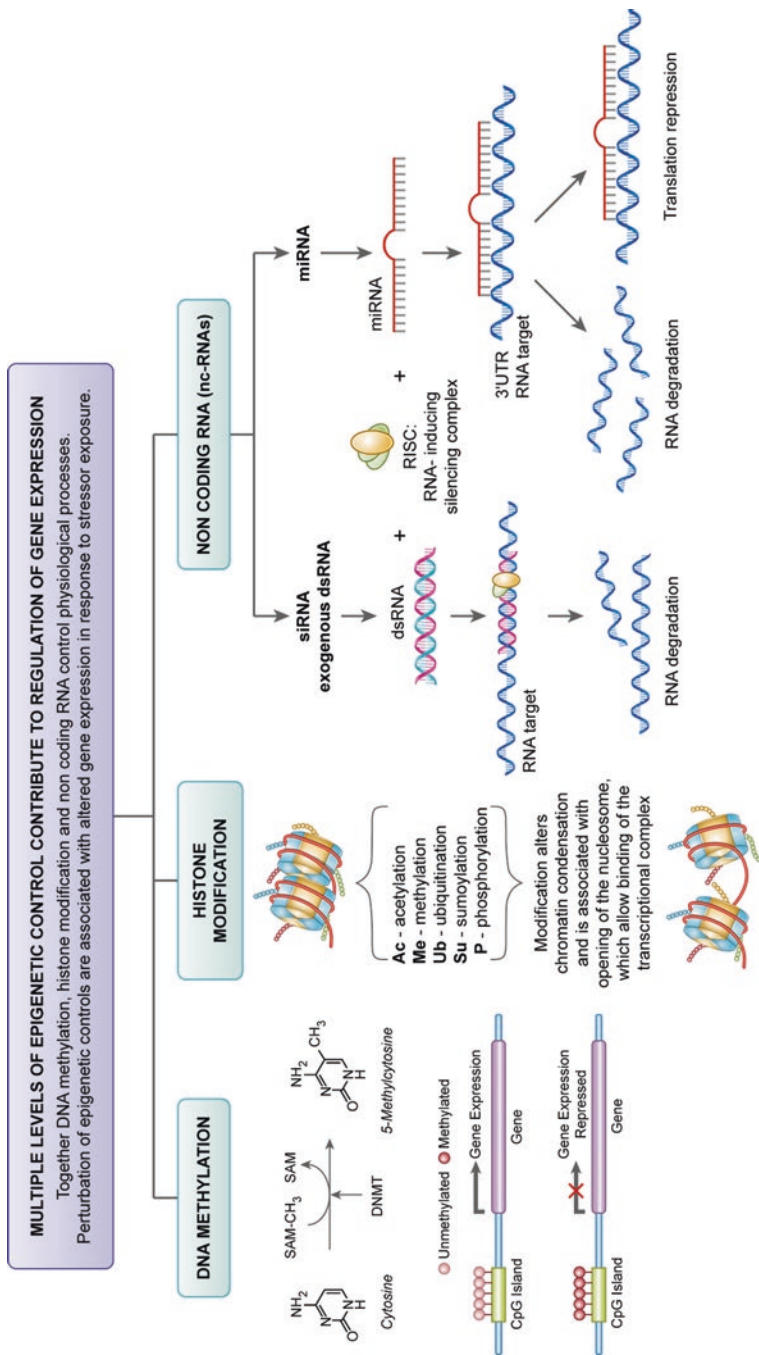 MULTIPLE LEVELS OF EPIGENETIC CONTROL CONTRIBUTE TO REGULATION OF GENE EXPRESSION
Together DNA methylation, histone modification and non coding RNA control physiological processes.
Perturbation of epigenetic controls are associated with altered gene expression in response to stressor exposure.
DNA METHYLATION
NH2
N
O
N
H
Cytosine
SAM-CH3
SAM
DNMT
NH2
CH3
N
O
N
H
5-Methylcytosine
Unmethylated
Methylated
Gene Expression
CpG Island
Gene
Gene Expression
Repressed
CpG Island
Gene
HISTONE
MODIFICATION
Ac - acetylation
Me - methylation
Ub - ubiquitination
Su - sumoylation
P - phosphorylation
Modification alters
chromatin condensation
and is associated with
opening of the nucleosome,
which allow binding of the
transcriptional complex
NON CODING RNA (nc-RNAs)
siRNA
exogenous dsRNA
dsRNA
+
RNA target
RNA degradation
RISC:
RNA- inducing
silencing complex
+
miRNA
miRNA
3'UTR
RNA target
RNA degradation
Translation repression